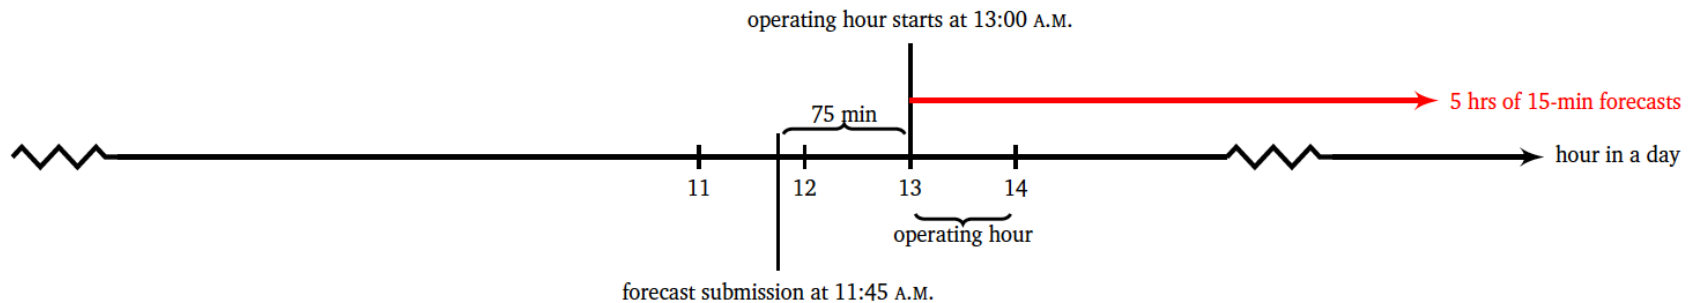 operating hour starts at 13:00 A.M.
5 hrs of 15-min forecasts
75 min
hour in a day
11 12 13 14
operating hour
forecast submission at 11:45 A.M.